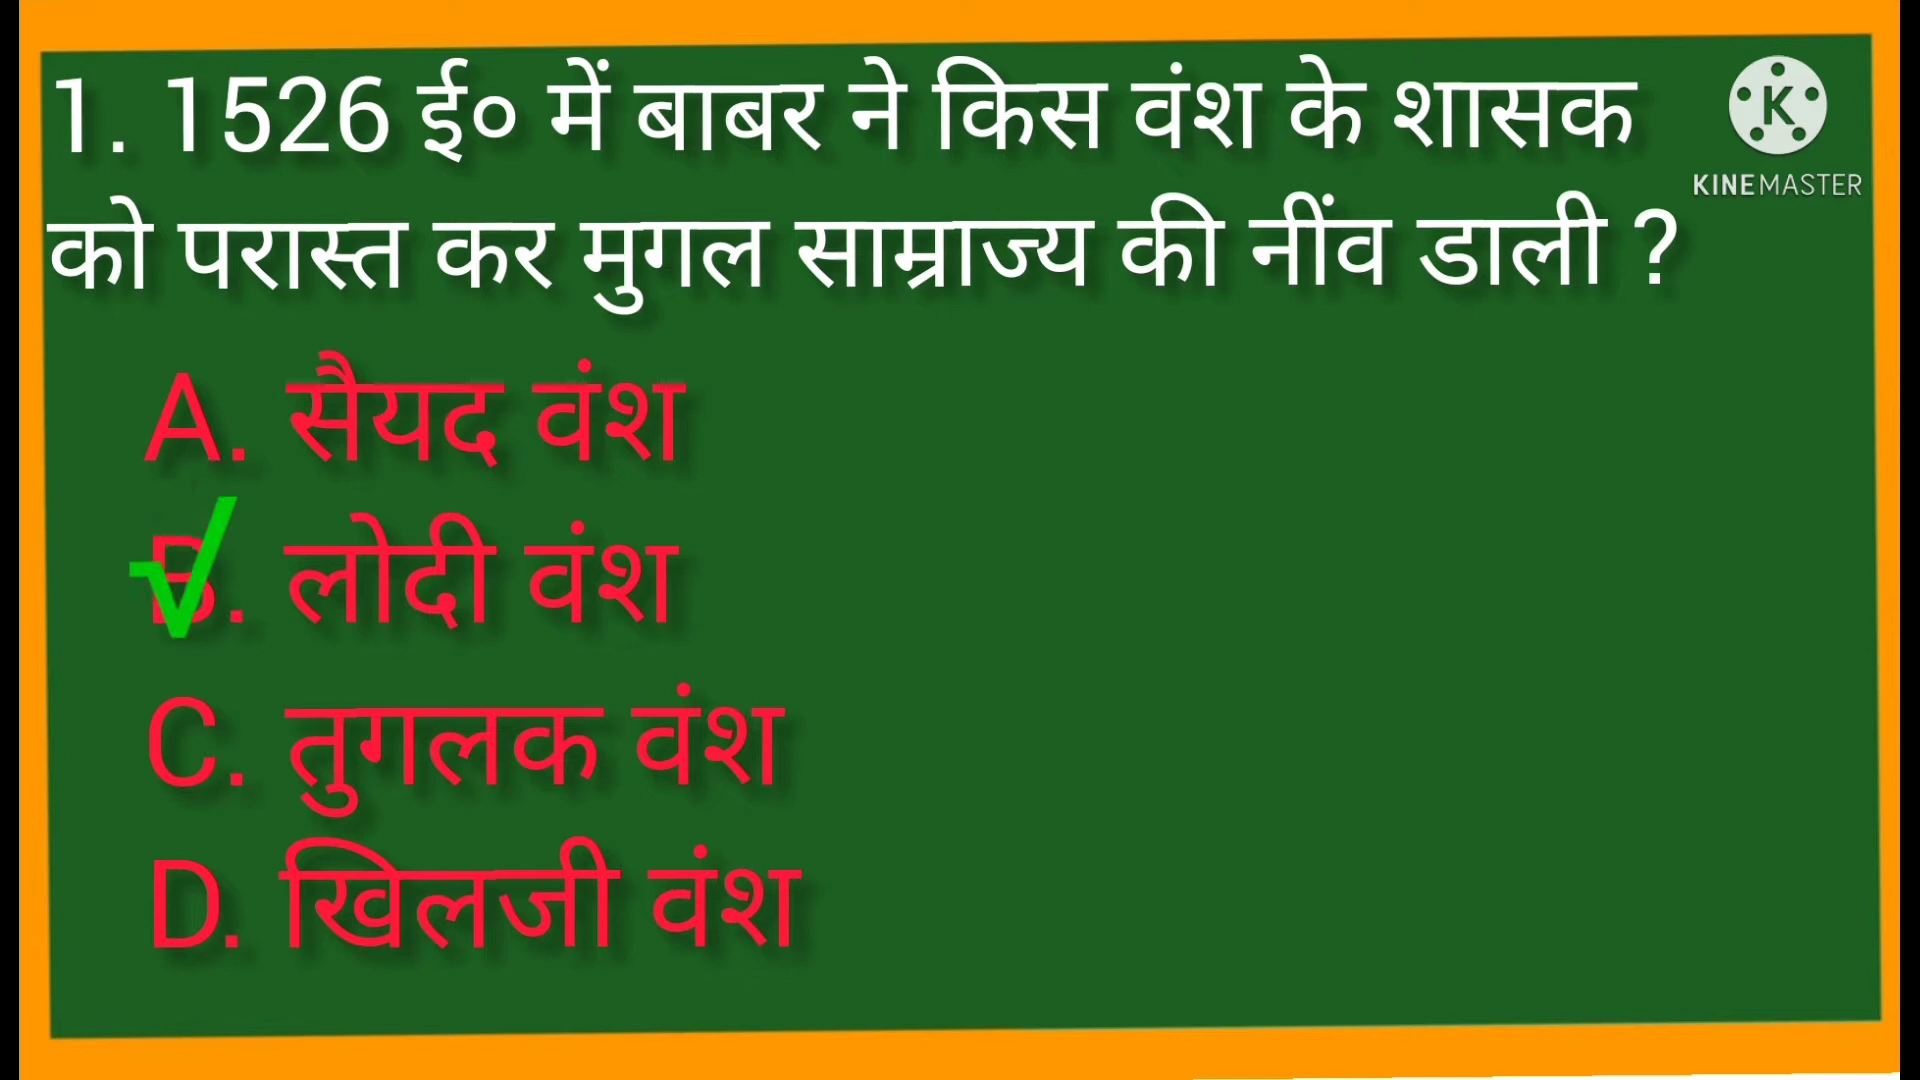 1. 1526 ई० में बाबर ने किस वंश के शासक
को परास्त कर मुगल साम्राज्य की नींव डाली ?
A. सैयद वंश
B. लोदी वंश
C. तुगलक वंश
D. खिलजी वंश
K
KINEMASTER